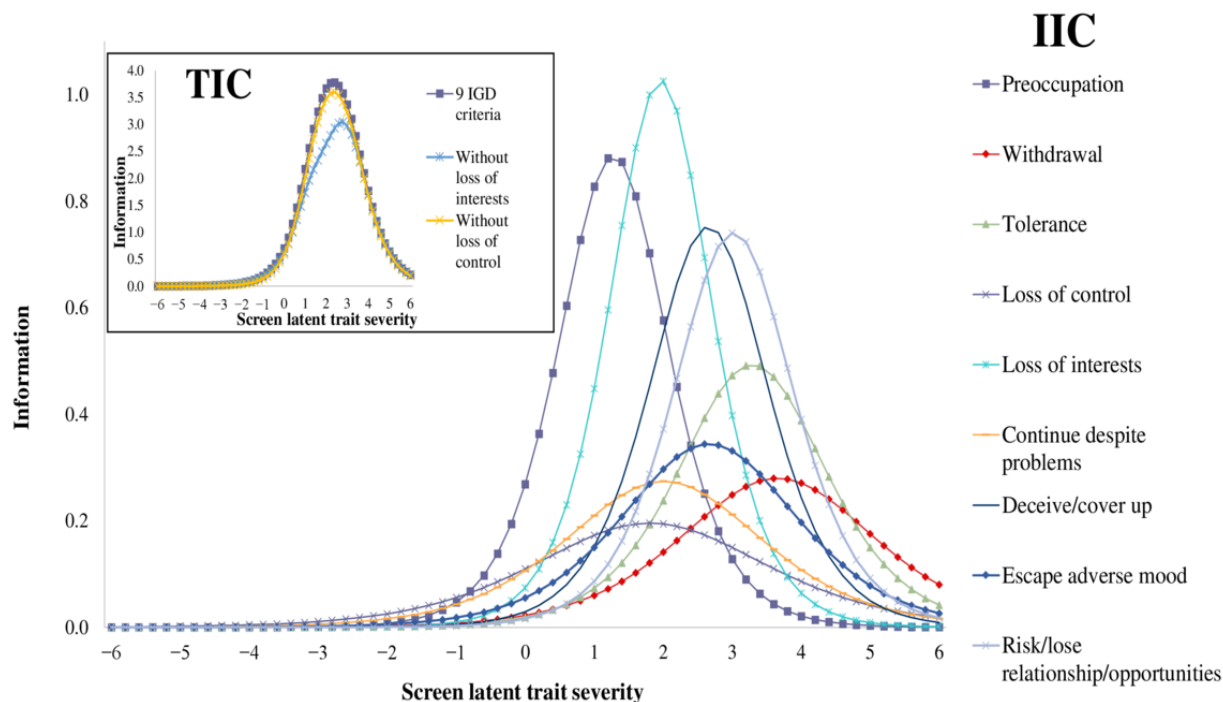 IIC
TIC
4.0
3.5
3.0
2.5
2.0
1.5
1.0
0.5
0.0
Information
−6 −5 −4 −3 −2 −1 0 1 2 3 4 5 6
Screen latent trait severity
9 IGD
criteria
Without
loss of
interests
Without
loss of
control
1.0
0.8
0.6
0.4
0.2
0.0
Information
−6 −5 −4 −3 −2 −1 0 1 2 3 4 5 6
Screen latent trait severity
Preoccupation
Withdrawal
Tolerance
Loss of control
Loss of interests
Continue despite
problems
Deceive/cover up
Escape adverse mood
Risk/lose
relationship/opportunities